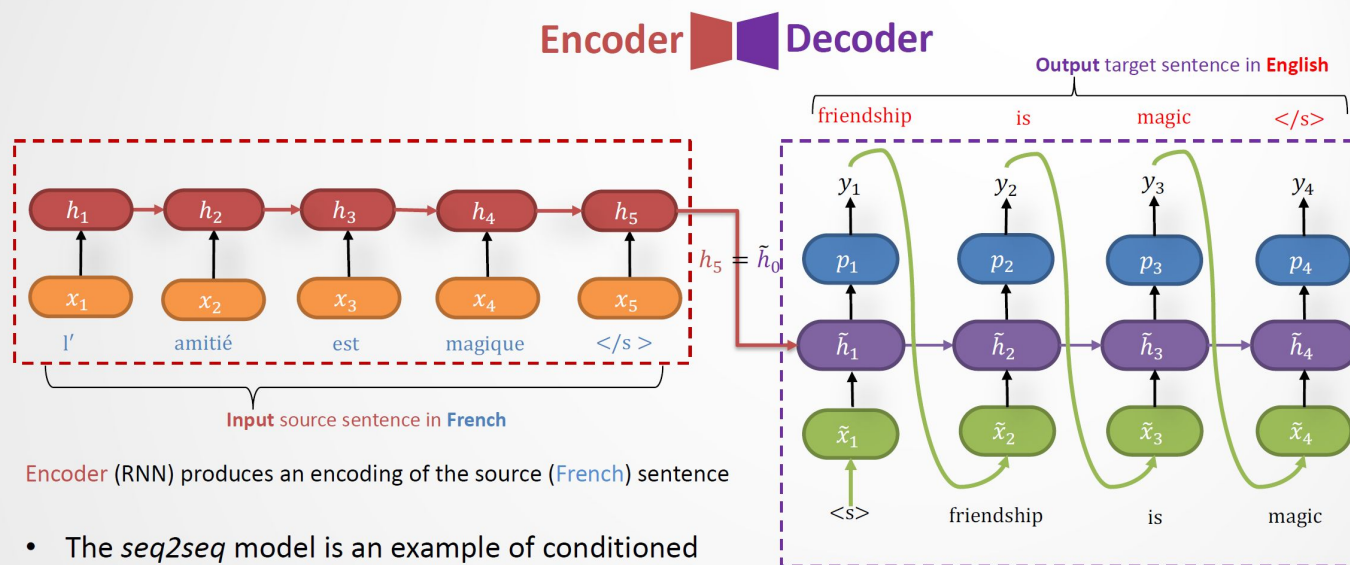 Encoder Decoder
Output target sentence in English
friendship is magic </s>
y₁ y₂ y₃ y₄
h₁ h₂ h₃ h₄ h₅
p₁ p₂ p₃ p₄
h₅ = h̃₀
x₁ x₂ x₃ x₄ x₅
l' amitié est magique </s >
h̃₁ h̃₂ h̃₃ h̃₄
Input source sentence in French
x̃₁ x̃₂ x̃₃ x̃₄
Encoder (RNN) produces an encoding of the source (French) sentence
<s> friendship is magic
• The seq2seq model is an example of conditioned